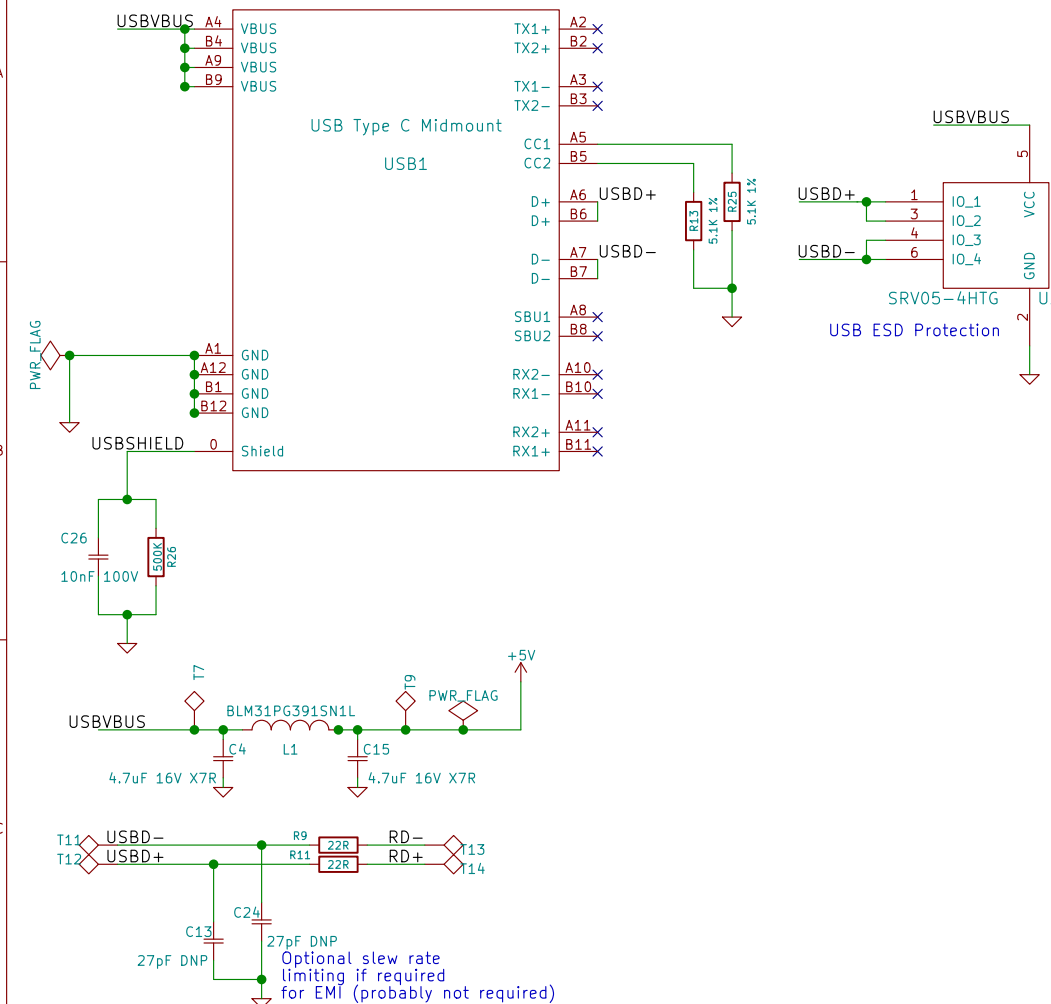 USBVBUS
A4 VBUS
B4 VBUS
A9 VBUS
B9 VBUS
TX1+ A2
TX2+ B2
TX1- A3
TX2- B3
USB Type C Midmount
USB1
CC1 A5
CC2 B5
D+ A6 USBD+
D+ B6
D- A7 USBD-
D- B7
SBU1 A8
SBU2 B8
RX2- A10
RX1- B10
RX2+ A11
RX1+ B11
PWR_FLAG
A1 GND
A12 GND
B1 GND
B12 GND
USBSHIELD 0 Shield
R13
5.1K 1%
R25
5.1K 1%
USBVBUS
5
USBD+
1 IO_1
3 IO_2
4 IO_3
USBD-
6 IO_4
VCC
GND
SRV05-4HTG U
2
USB ESD Protection
C26
10nF 100V
500K
R26
A
B
C
+5V
T7
T9
PWR_FLAG
BLM31PG391SN1L
USBVBUS
C4
L1
C15
4.7uF 16V X7R
4.7uF 16V X7R
T11 USBD- R9 22R RD- T13
T12 USBD+ R11 22R RD+ T14
C24
C13
27pF DNP
27pF DNP
Optional slew rate
limiting if required
for EMI (probably not required)